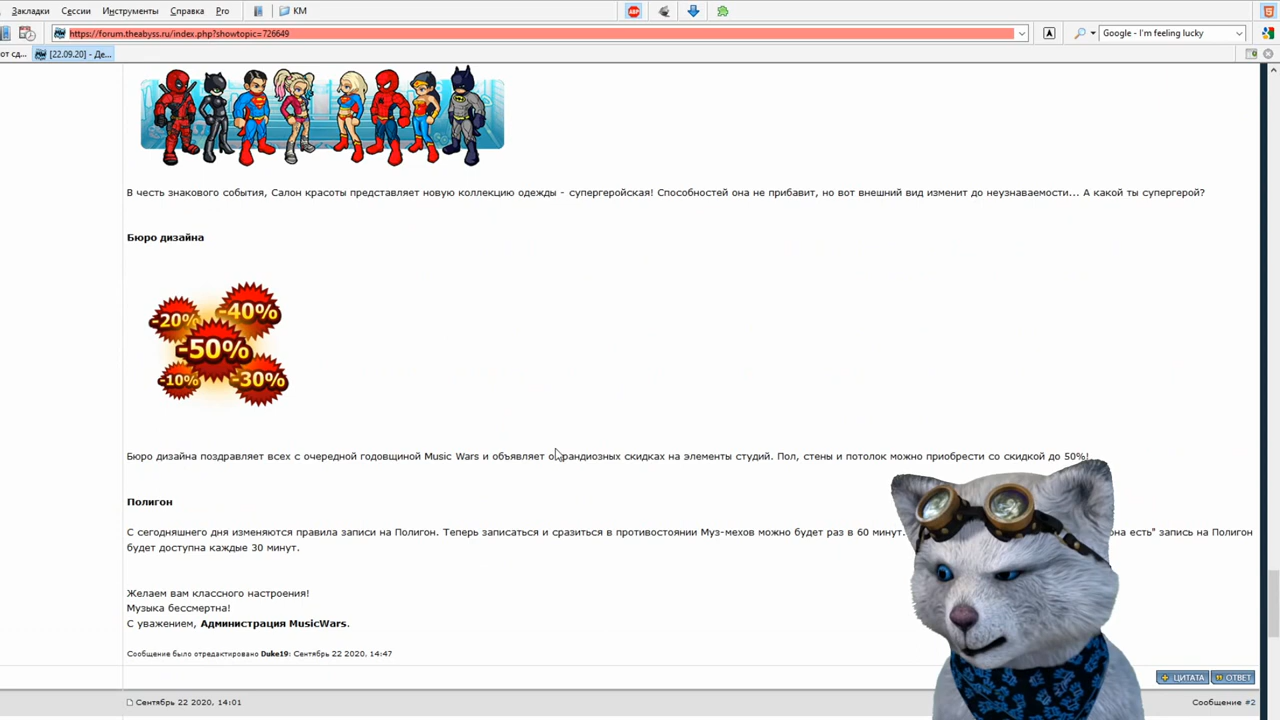 Закладки Сессии Инструменты Справка Pro КМ
https://forum.theabyss.ru/index.php?showtopic=726649 Google - I'm feeling lucky
от сд... [22.09.20] - Де...
В честь знакового события, Салон красоты представляет новую коллекцию одежды - супергеройская! Способностей она не прибавит, но вот внешний вид изменит до неузнаваемости... А какой ты супергерой?
Бюро дизайна
-20% -40%
-50%
-10% -30%
Бюро дизайна поздравляет всех с очередной годовщиной Music Wars и объявляет о грандиозных скидках на элементы студий. Пол, стены и потолок можно приобрести со скидкой до 50%!
Полигон
С сегодняшнего дня изменяются правила записи на Полигон. Теперь записаться и сразиться в противостоянии Муз-мехов можно будет раз в 60 минут. она есть" запись на Полигон
будет доступна каждые 30 минут.
Желаем вам классного настроения!
Музыка бессмертна!
С уважением, Администрация MusicWars.
Сообщение было отредактировано Duke19: Сентябрь 22 2020, 14:47
ЦИТАТА ОТВЕТ
Сентябрь 22 2020, 14:01 Сообщение #2